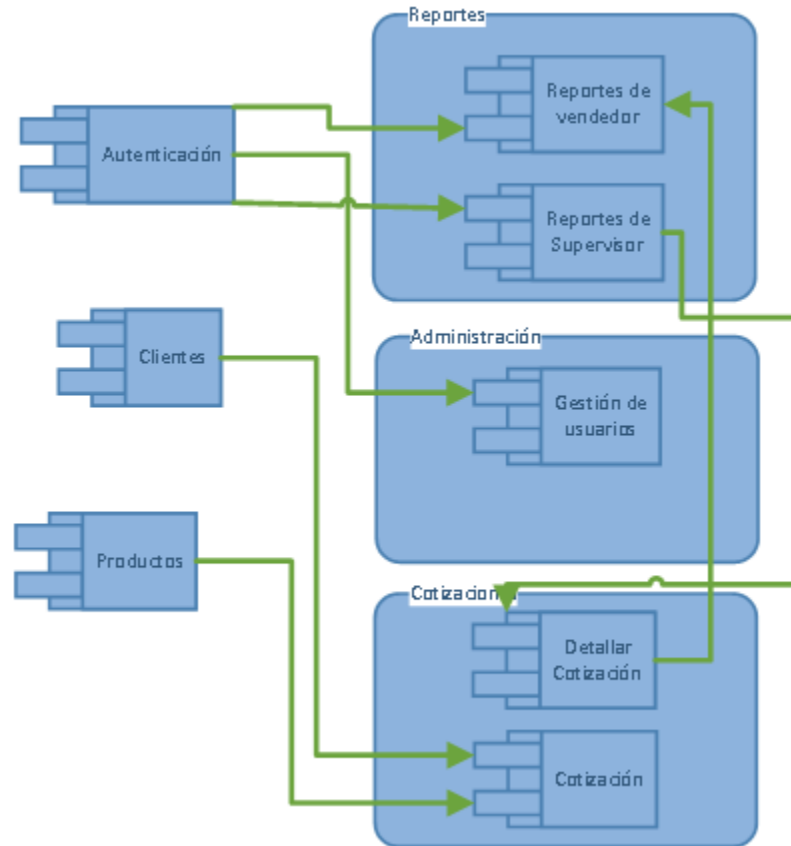 Reportes
Reportes de
vendedor
Autenticación
Reportes de
Supervisor
Administración
Clientes
Gestión de
usuarios
Productos
Detallar
Cotización
Cotización